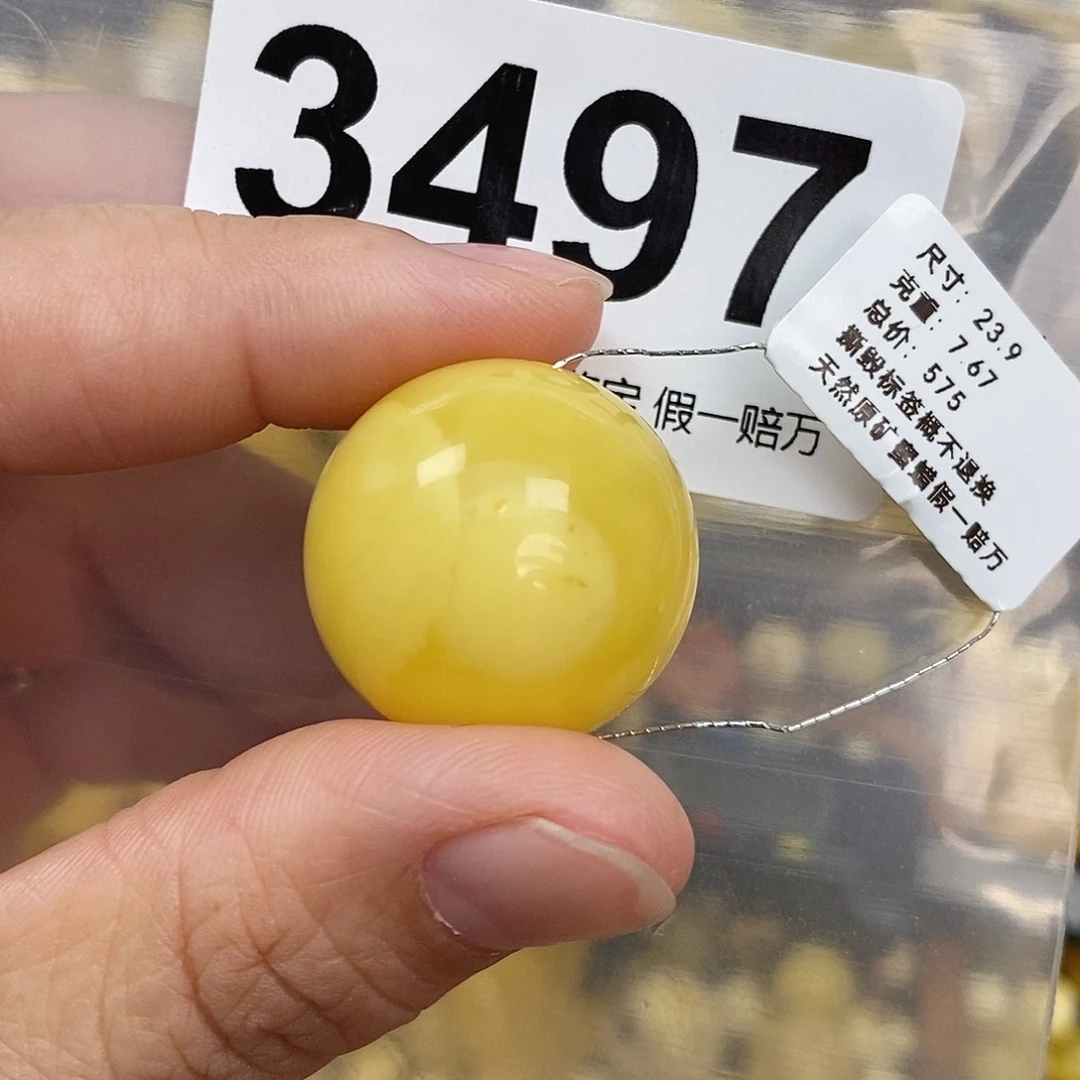 3497
假一赔万
尺寸: 23.9
克重: 7.67
总价: 575
撕毁标签概不退换
天然原矿蜜蜡假一赔万